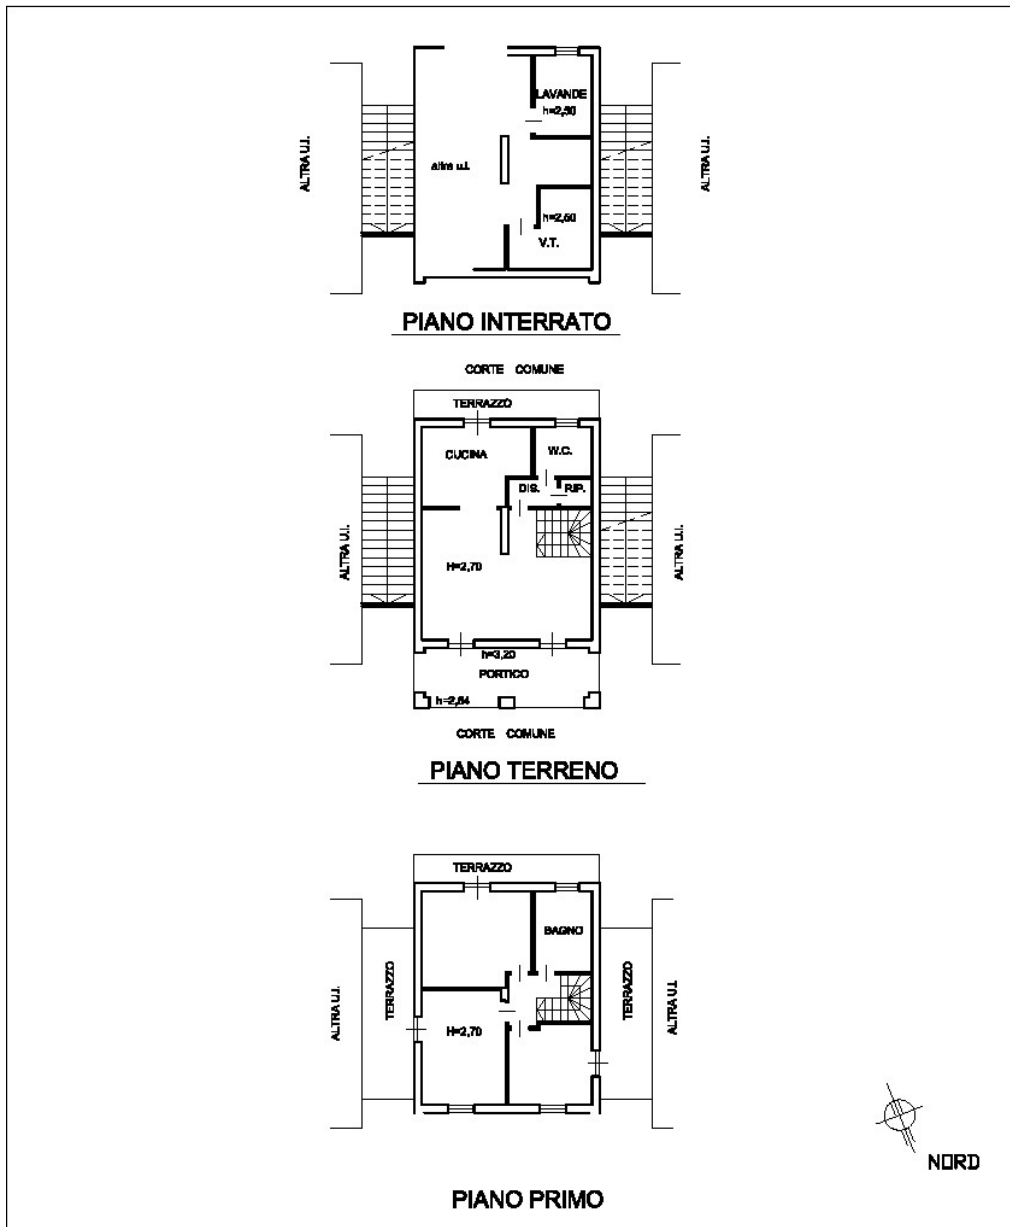 LAVANDE
h=2,50
ALTRA U.I.
altra u.i.
ALTRA U.I.
h=2,50
V.T.
PIANO INTERRATO
CORTE COMUNE
TERRAZZO
CUCINA
W.C.
DIS.
RIP.
ALTRA U.I.
H=2,70
ALTRA U.I.
h=3,20
PORTICO
h=2,64
CORTE COMUNE
PIANO TERRENO
TERRAZZO
BAGNO
ALTRA U.I.
TERRAZZO
H=2,70
TERRAZZO
ALTRA U.I.
NORD
PIANO PRIMO